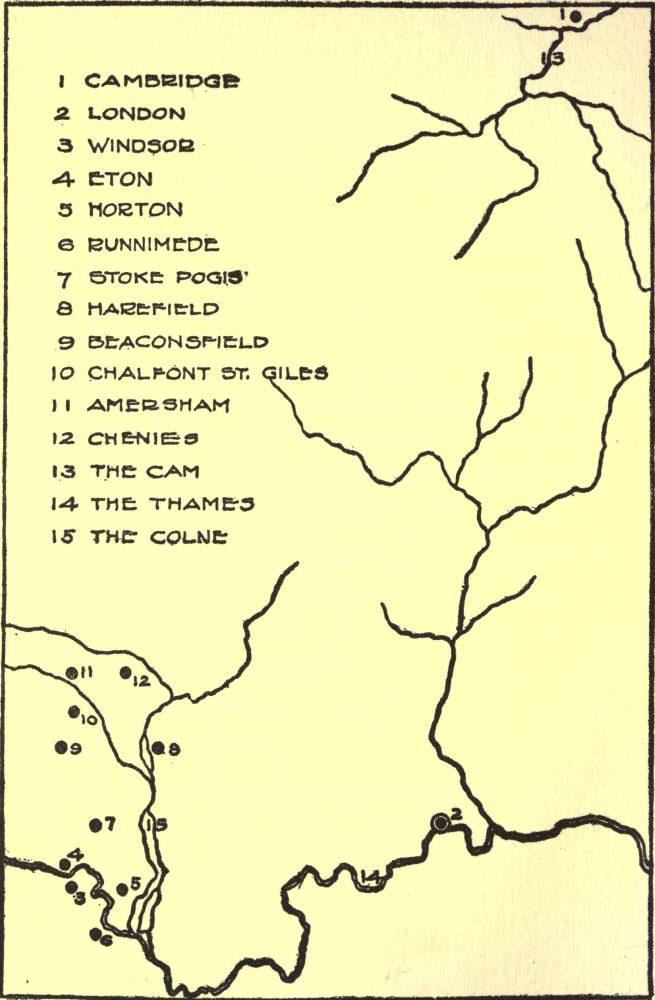 1
13
1 CAMBRIDGE
2 LONDON
3 WINDSOR
4 ETON
5 HORTON
6 RUNNIMEDE
7 STOKE POGIS'
8 HAREFIELD
9 BEACONSFIELD
10 CHALFONT ST. GILES
11 AMERSHAM
12 CHENIES
13 THE CAM
14 THE THAMES
15 THE COLNE
11
12
10
9
8
7
15
2
4
3
5
14
6